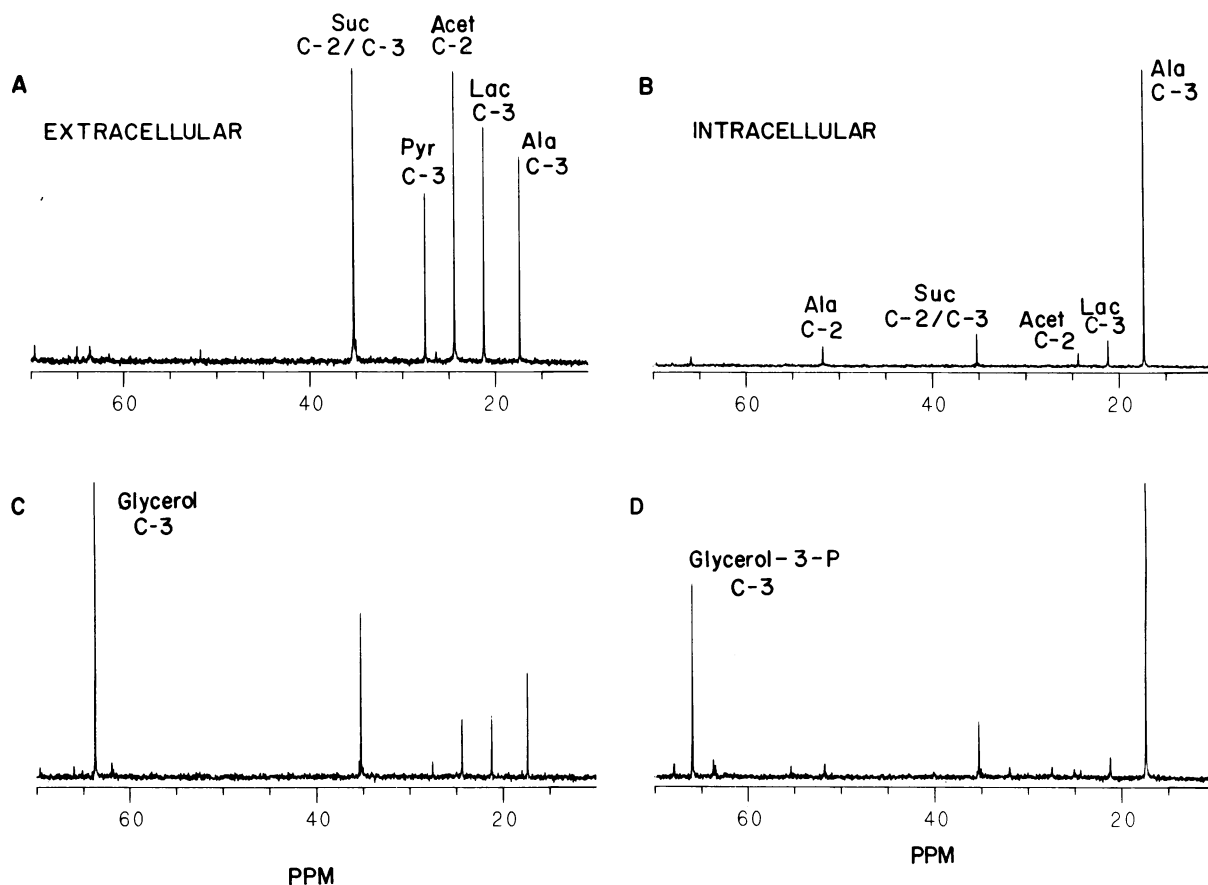 A
EXTRACELLULAR
Suc
C-2/C-3
Acet
C-2
Lac
C-3
Pyr
C-3
Ala
C-3
60
40
20
B
INTRACELLULAR
Ala
C-3
Ala
C-2
Suc
C-2/C-3
Acet
C-2
Lac
C-3
60
40
20
C
Glycerol
C-3
60
40
20
PPM
D
Glycerol-3-P
C-3
60
40
20
PPM